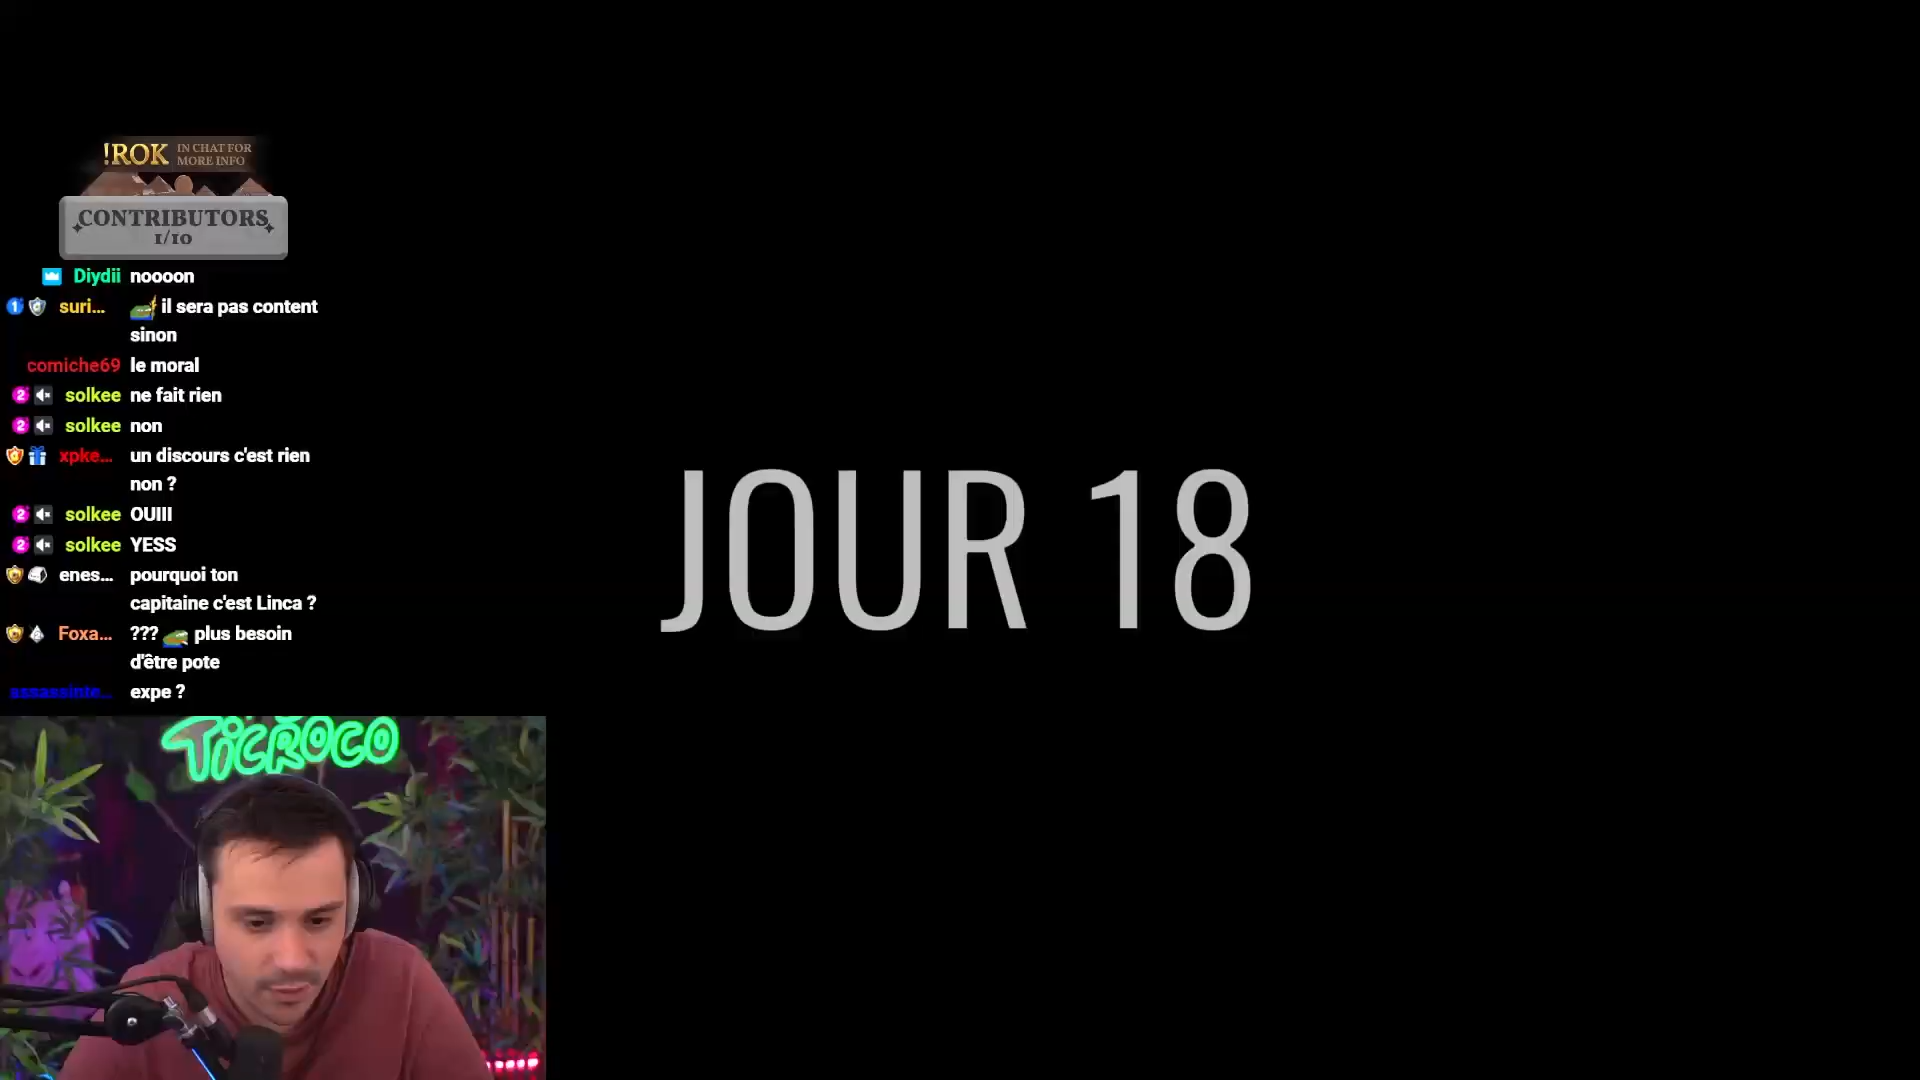 !ROK IN CHAT FOR
MORE INFO
CONTRIBUTORS
1/10
Diydii noooon
suri... il sera pas content
sinon
comiche69 le moral
solkee ne fait rien
solkee non
xpke... un discours c'est rien
non ?
solkee OUIII
solkee YESS
enes... pourquoi ton
capitaine c'est Linca ?
Foxa... ??? plus besoin
d'être pote
assassinte... expe ?
JOUR 18
TICROCO